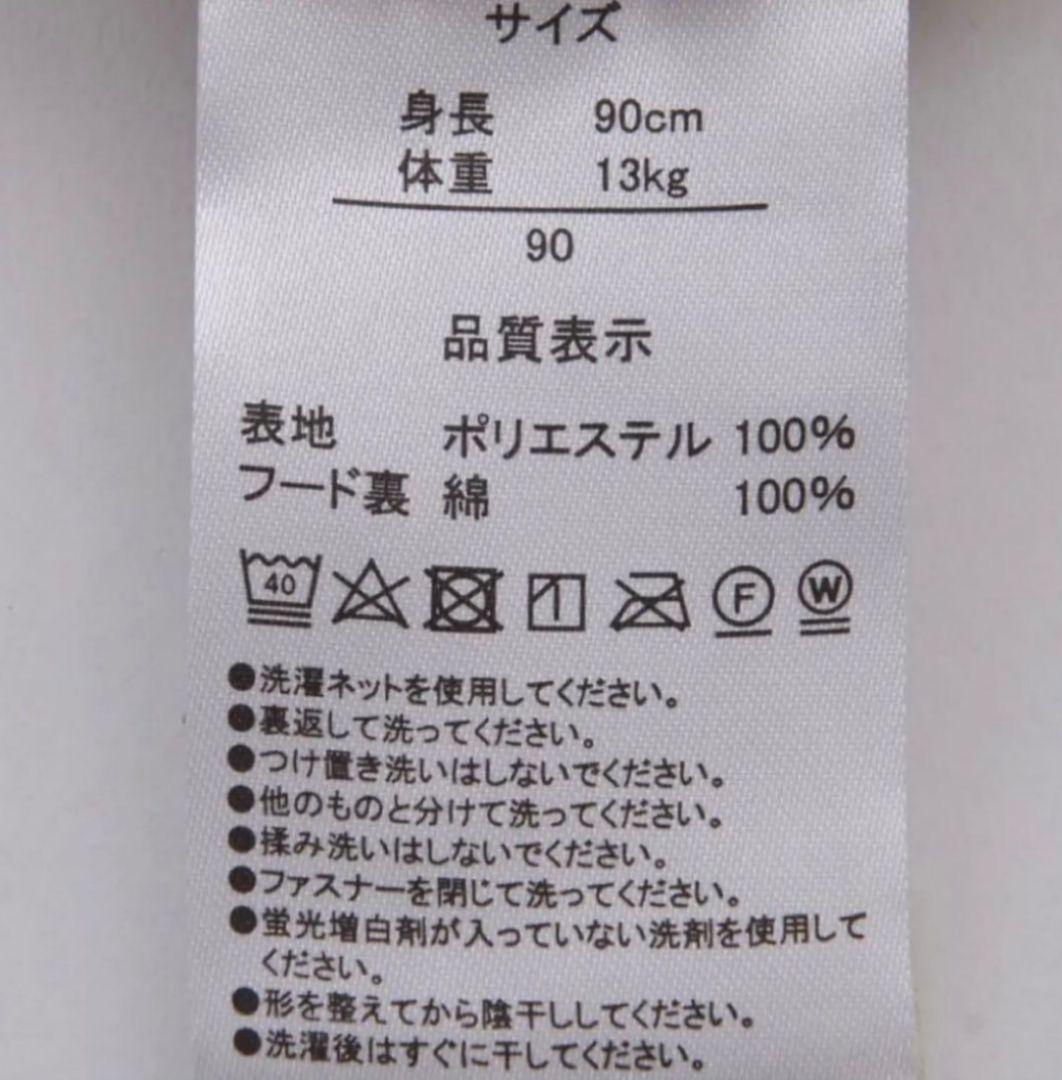 サイズ
身長 90cm
体重 13kg
90
品質表示
表地 ポリエステル 100%
フード裏 綿 100%
40 F W
●洗濯ネットを使用してください。
●裏返して洗ってください。
●つけ置き洗いはしないでください。
●他のものと分けて洗ってください。
●揉み洗いはしないでください。
●ファスナーを閉じて洗ってください。
●蛍光増白剤が入っていない洗剤を使用して
ください。
●形を整えてから陰干ししてください。
●洗濯後はすぐに干してください。